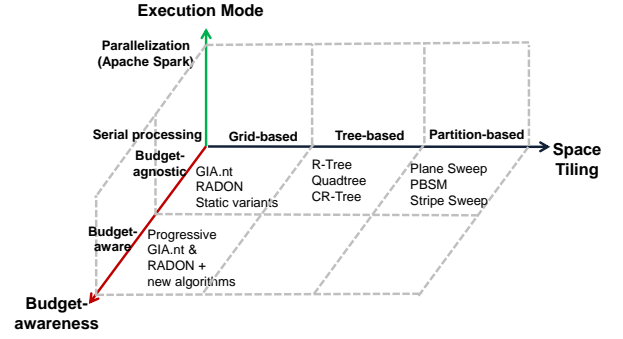 Execution Mode
Parallelization
(Apache Spark)
Serial processing
Grid-based
Tree-based
Partition-based
Space
Tiling
Budget-
agnostic
GIA.nt
RADON
Static variants
R-Tree
Quadtree
CR-Tree
Plane Sweep
PBSM
Stripe Sweep
Budget-
aware
Progressive
GIA.nt &
RADON +
new algorithms
Budget-
awareness